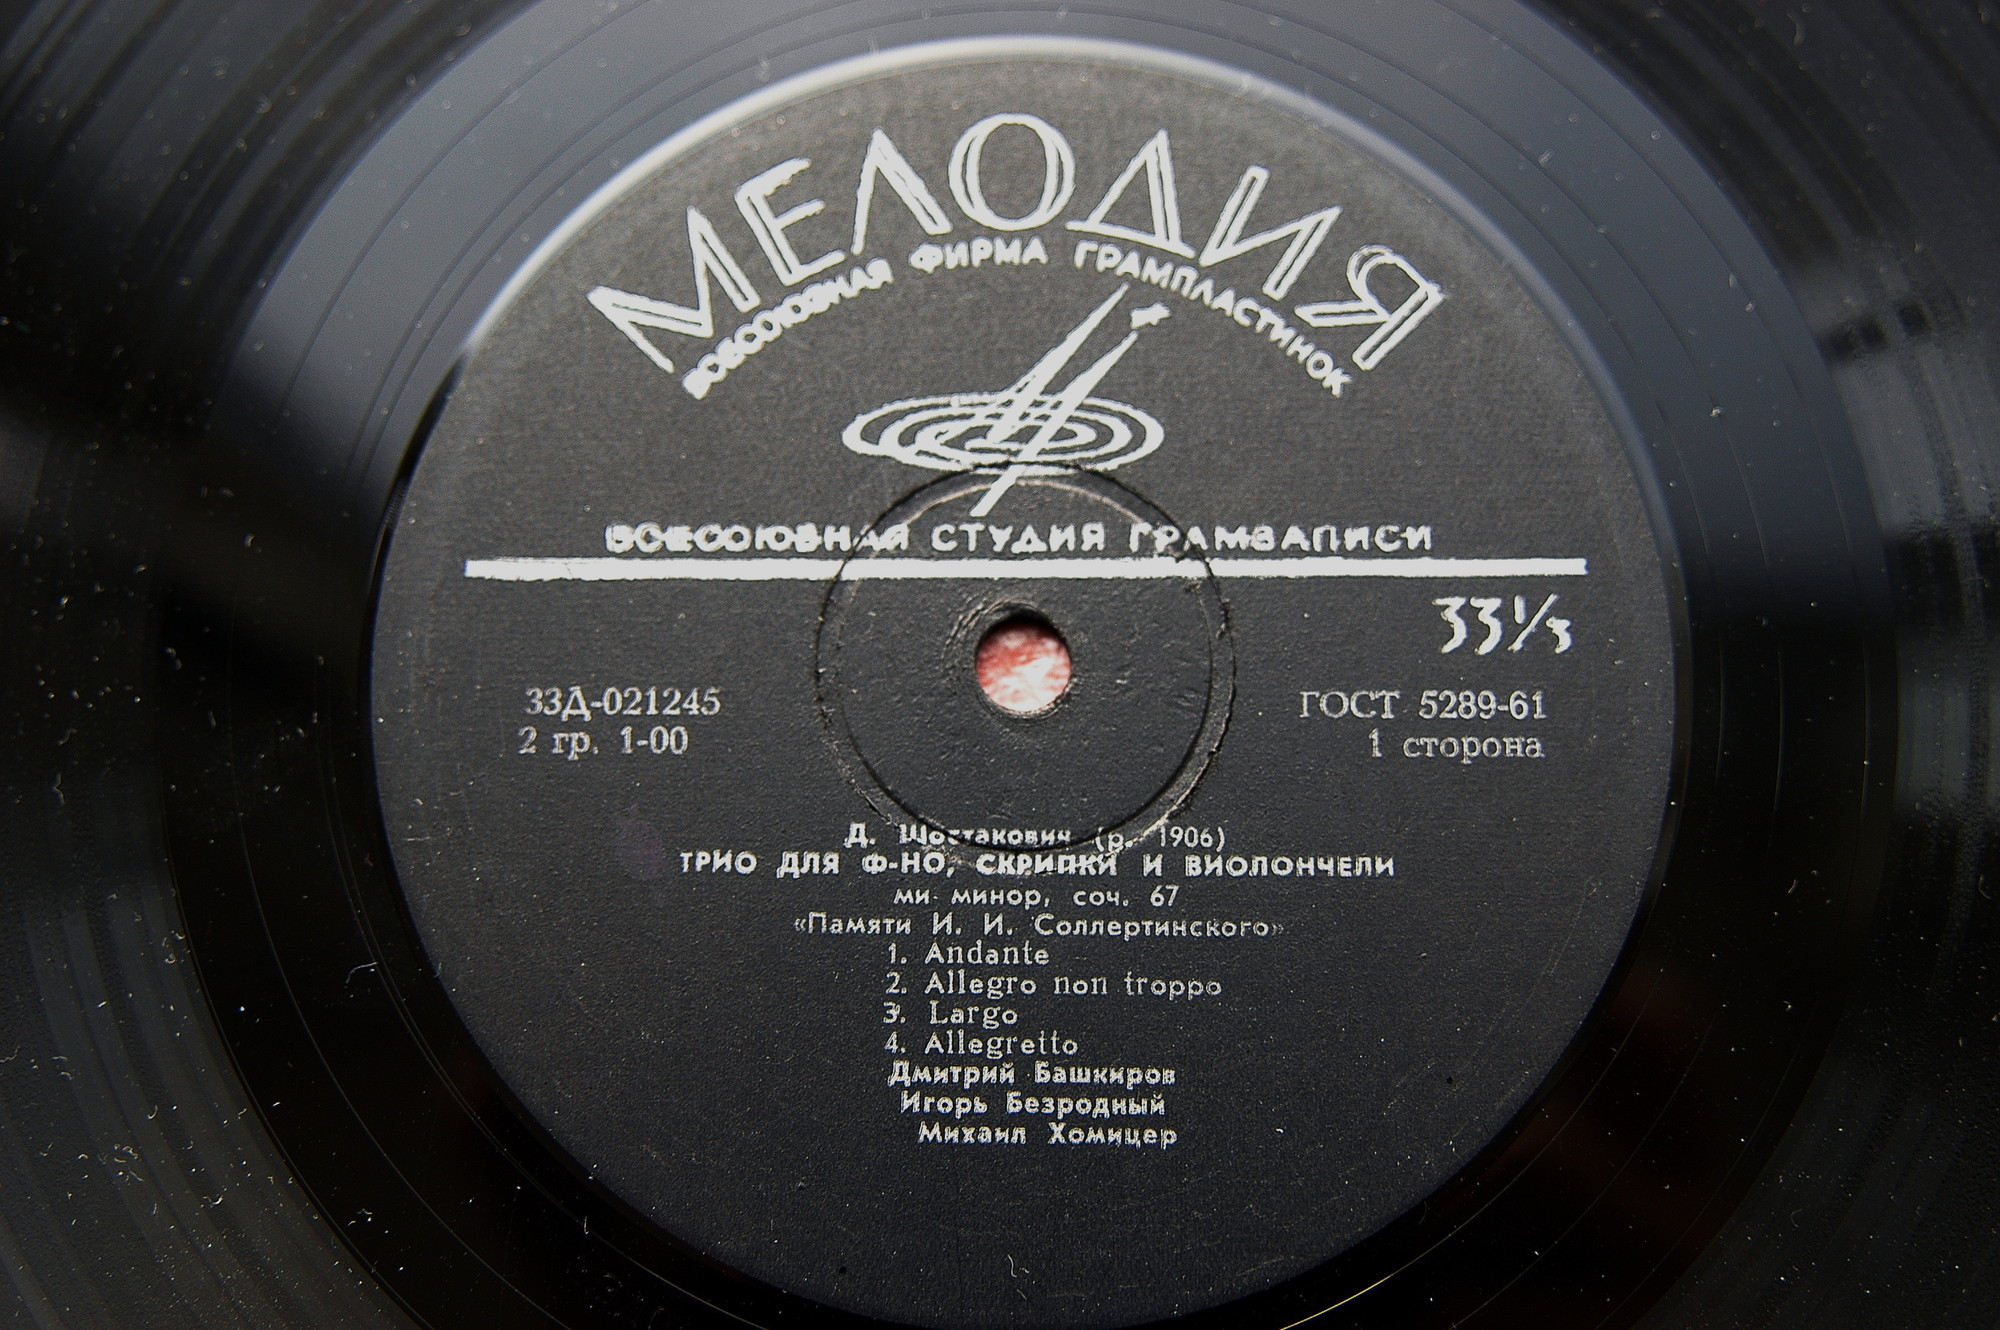 МЕЛОДИЯ
ВСЕСОЮЗНАЯ ФИРМА ГРАМПЛАСТИНОК
ВСЕСОЮЗНАЯ СТУДИЯ ГРАМЗАПИСИ
33⅓
33Д-021245
ГОСТ 5289-61
2 гр. 1-00
1 сторона
Д. Шостакович (р. 1906)
ТРИО ДЛЯ Ф-НО, СКРИПКИ И ВИОЛОНЧЕЛИ
ми минор, соч. 67
«Памяти И. И. Соллертинского»
1. Andante
2. Allegro non troppo
3. Largo
4. Allegretto
Дмитрий Башкиров
Игорь Безродный
Михаил Хомицер